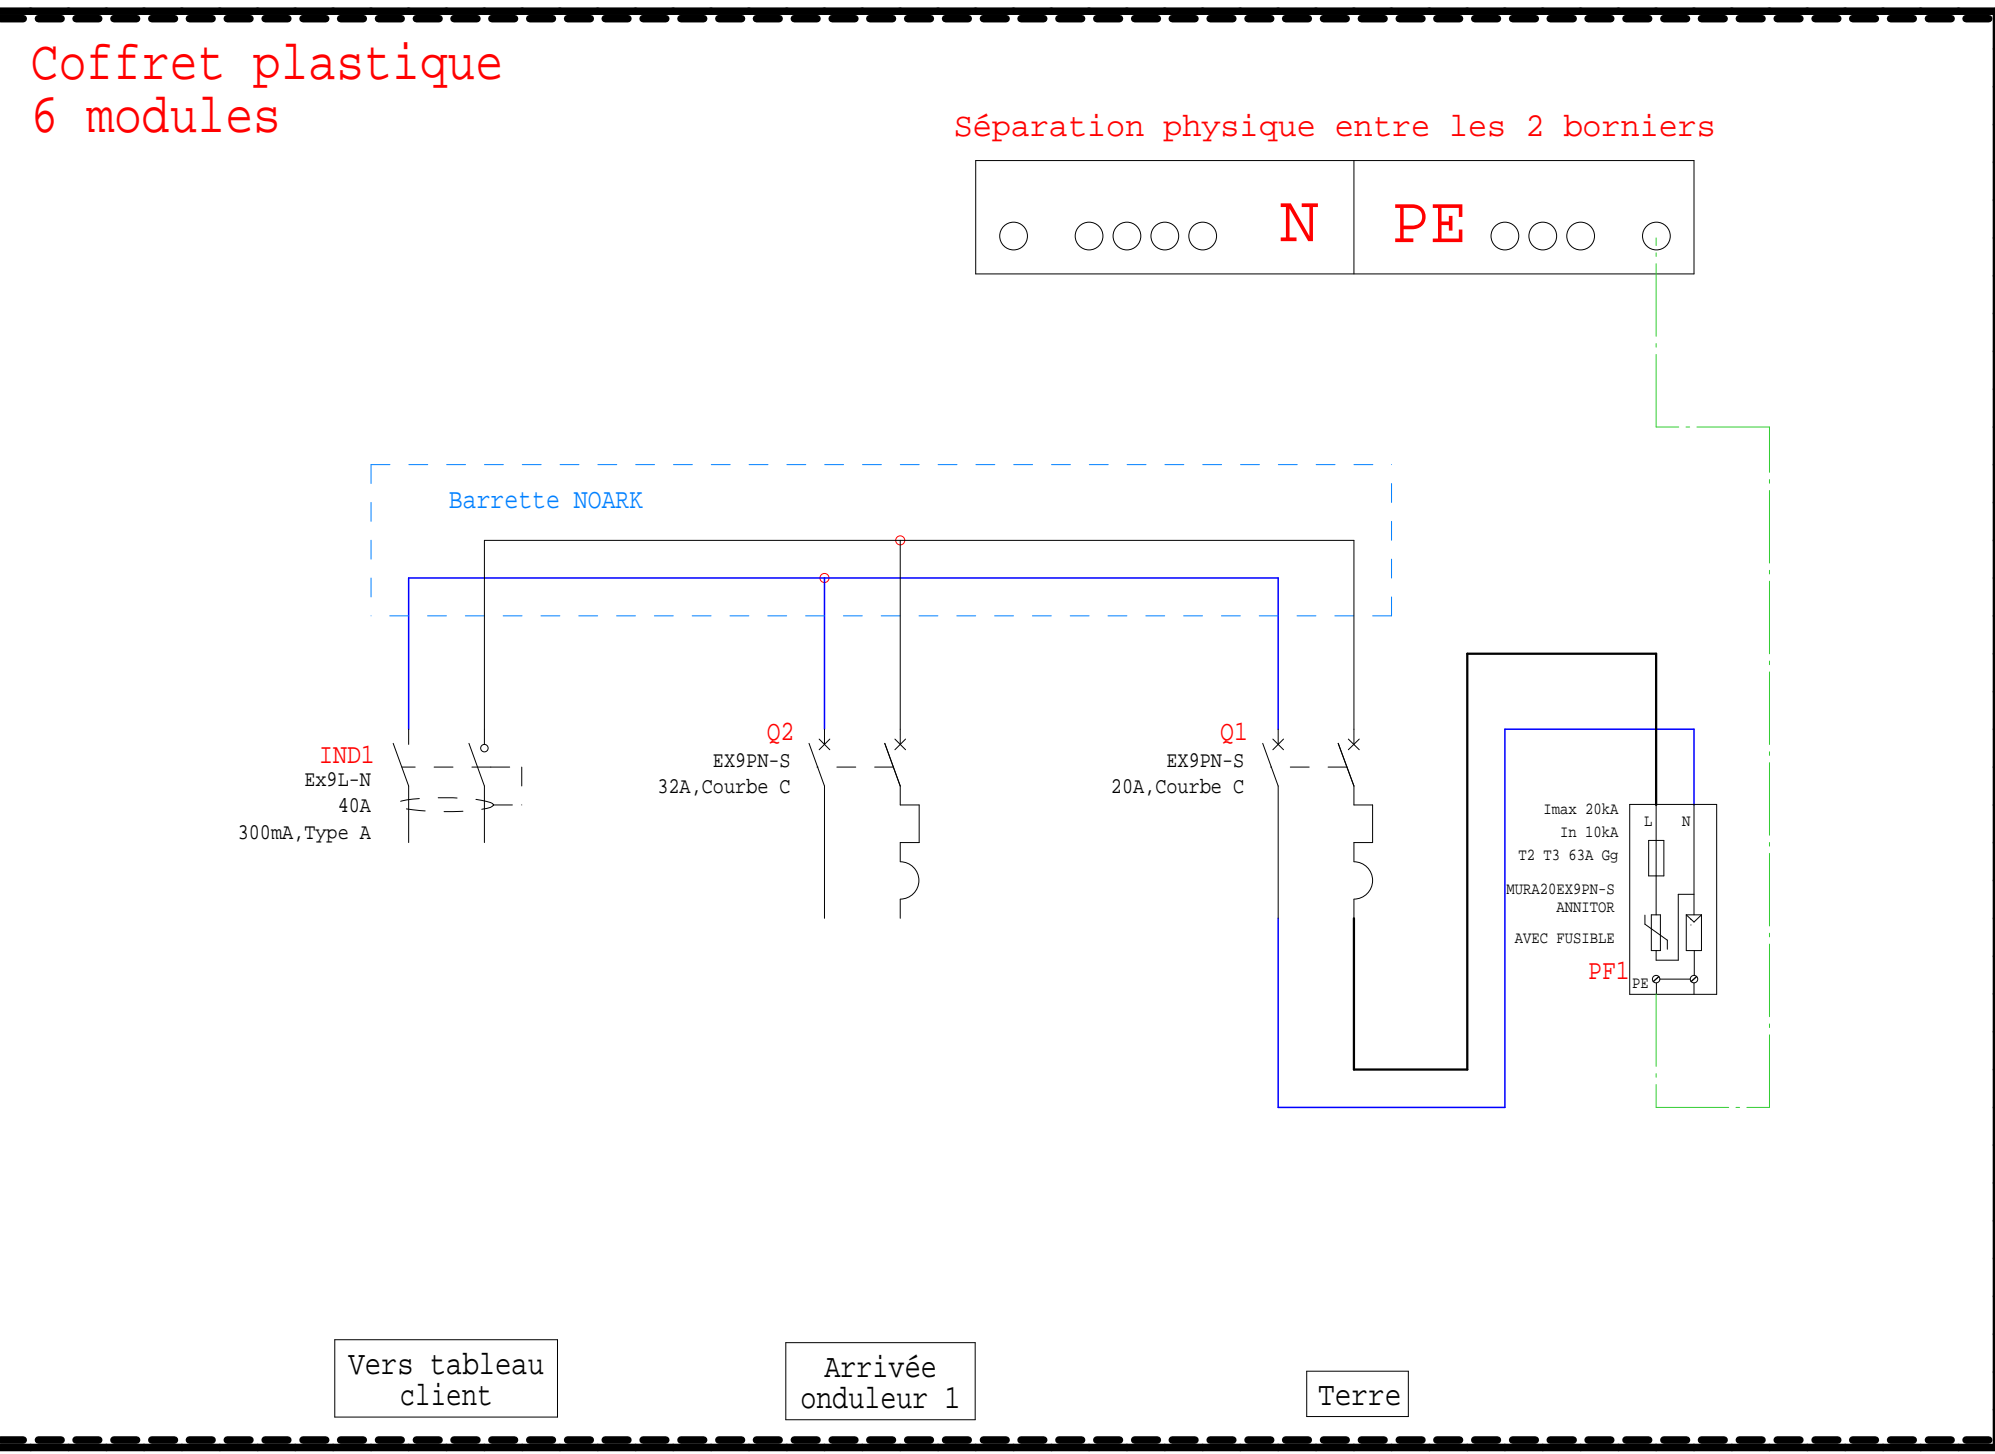 Coffret plastique
6 modules
Séparation physique entre les 2 borniers
N PE
Barrette NOARK
IND1
Ex9L-N
40A
300mA,Type A
Q2
EX9PN-S
32A,Courbe C
Q1
EX9PN-S
20A,Courbe C
Imax 20kA
In 10kA
T2 T3 63A Gg
MURA20EX9PN-S
ANNITOR
AVEC FUSIBLE
PF1
L N
PE
Vers tableau
client
Arrivée
onduleur 1
Terre